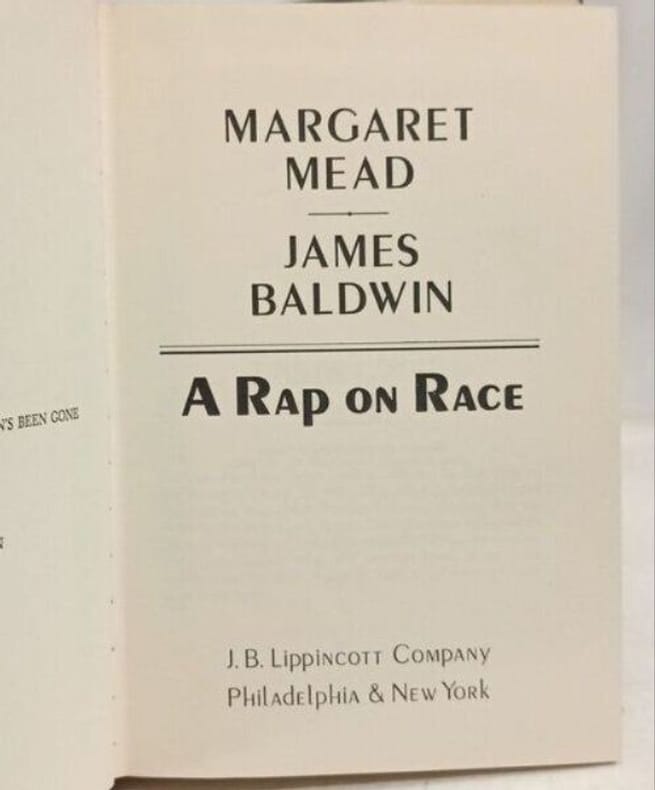 'S BEEN GONE
MARGARET
MEAD
JAMES
BALDWIN
A RAp ON RACE
J. B. LippINCOTT COMPANY
PhilAdElphIA & NEW YORk